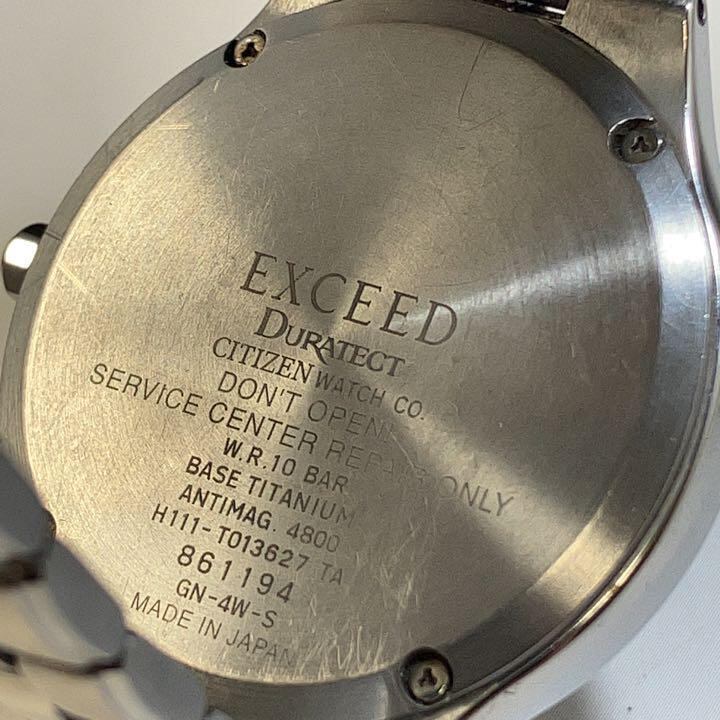 EXCEED
DURATECT
CITIZEN WATCH CO.
DON'T OPEN.
SERVICE CENTER REPAIR ONLY
W.R.10 BAR
BASE TITANIUM
ANTIMAG. 4800
H111-T013627 TA
861194
GN-4W-S
MADE IN JAPAN